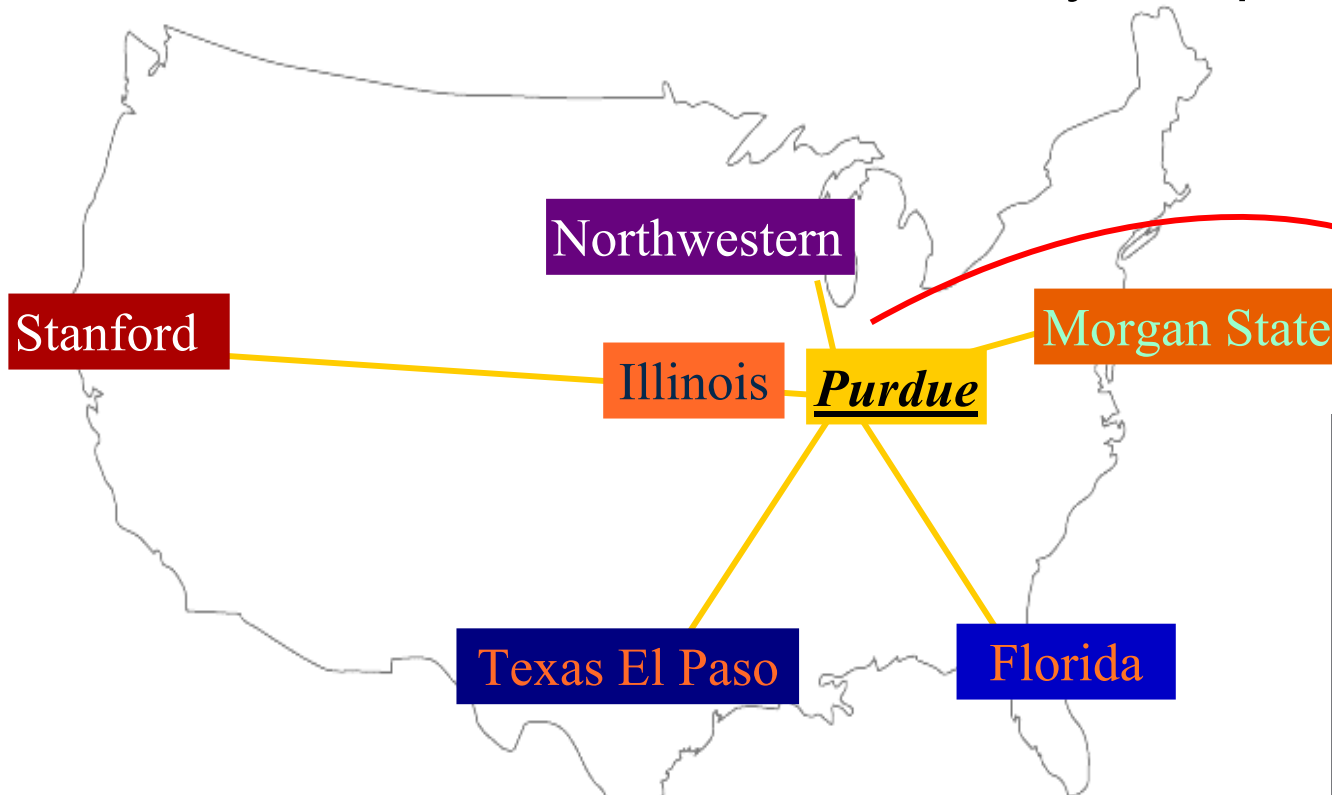 Northwestern
Stanford
Morgan State
Illinois
Purdue
Texas El Paso
Florida